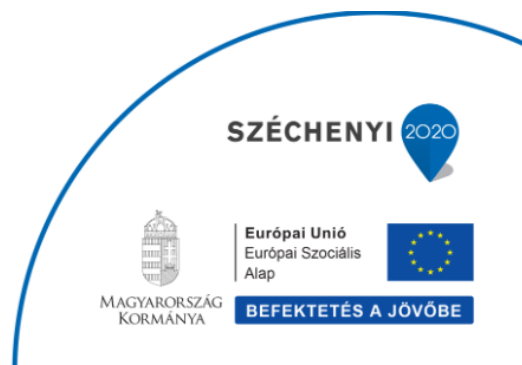 SZÉCHENYI 2020
Európai Unió
Európai Szociális
Alap
MAGYARORSZÁG
KORMÁNYA
BEFEKTETÉS A JÖVŐBE